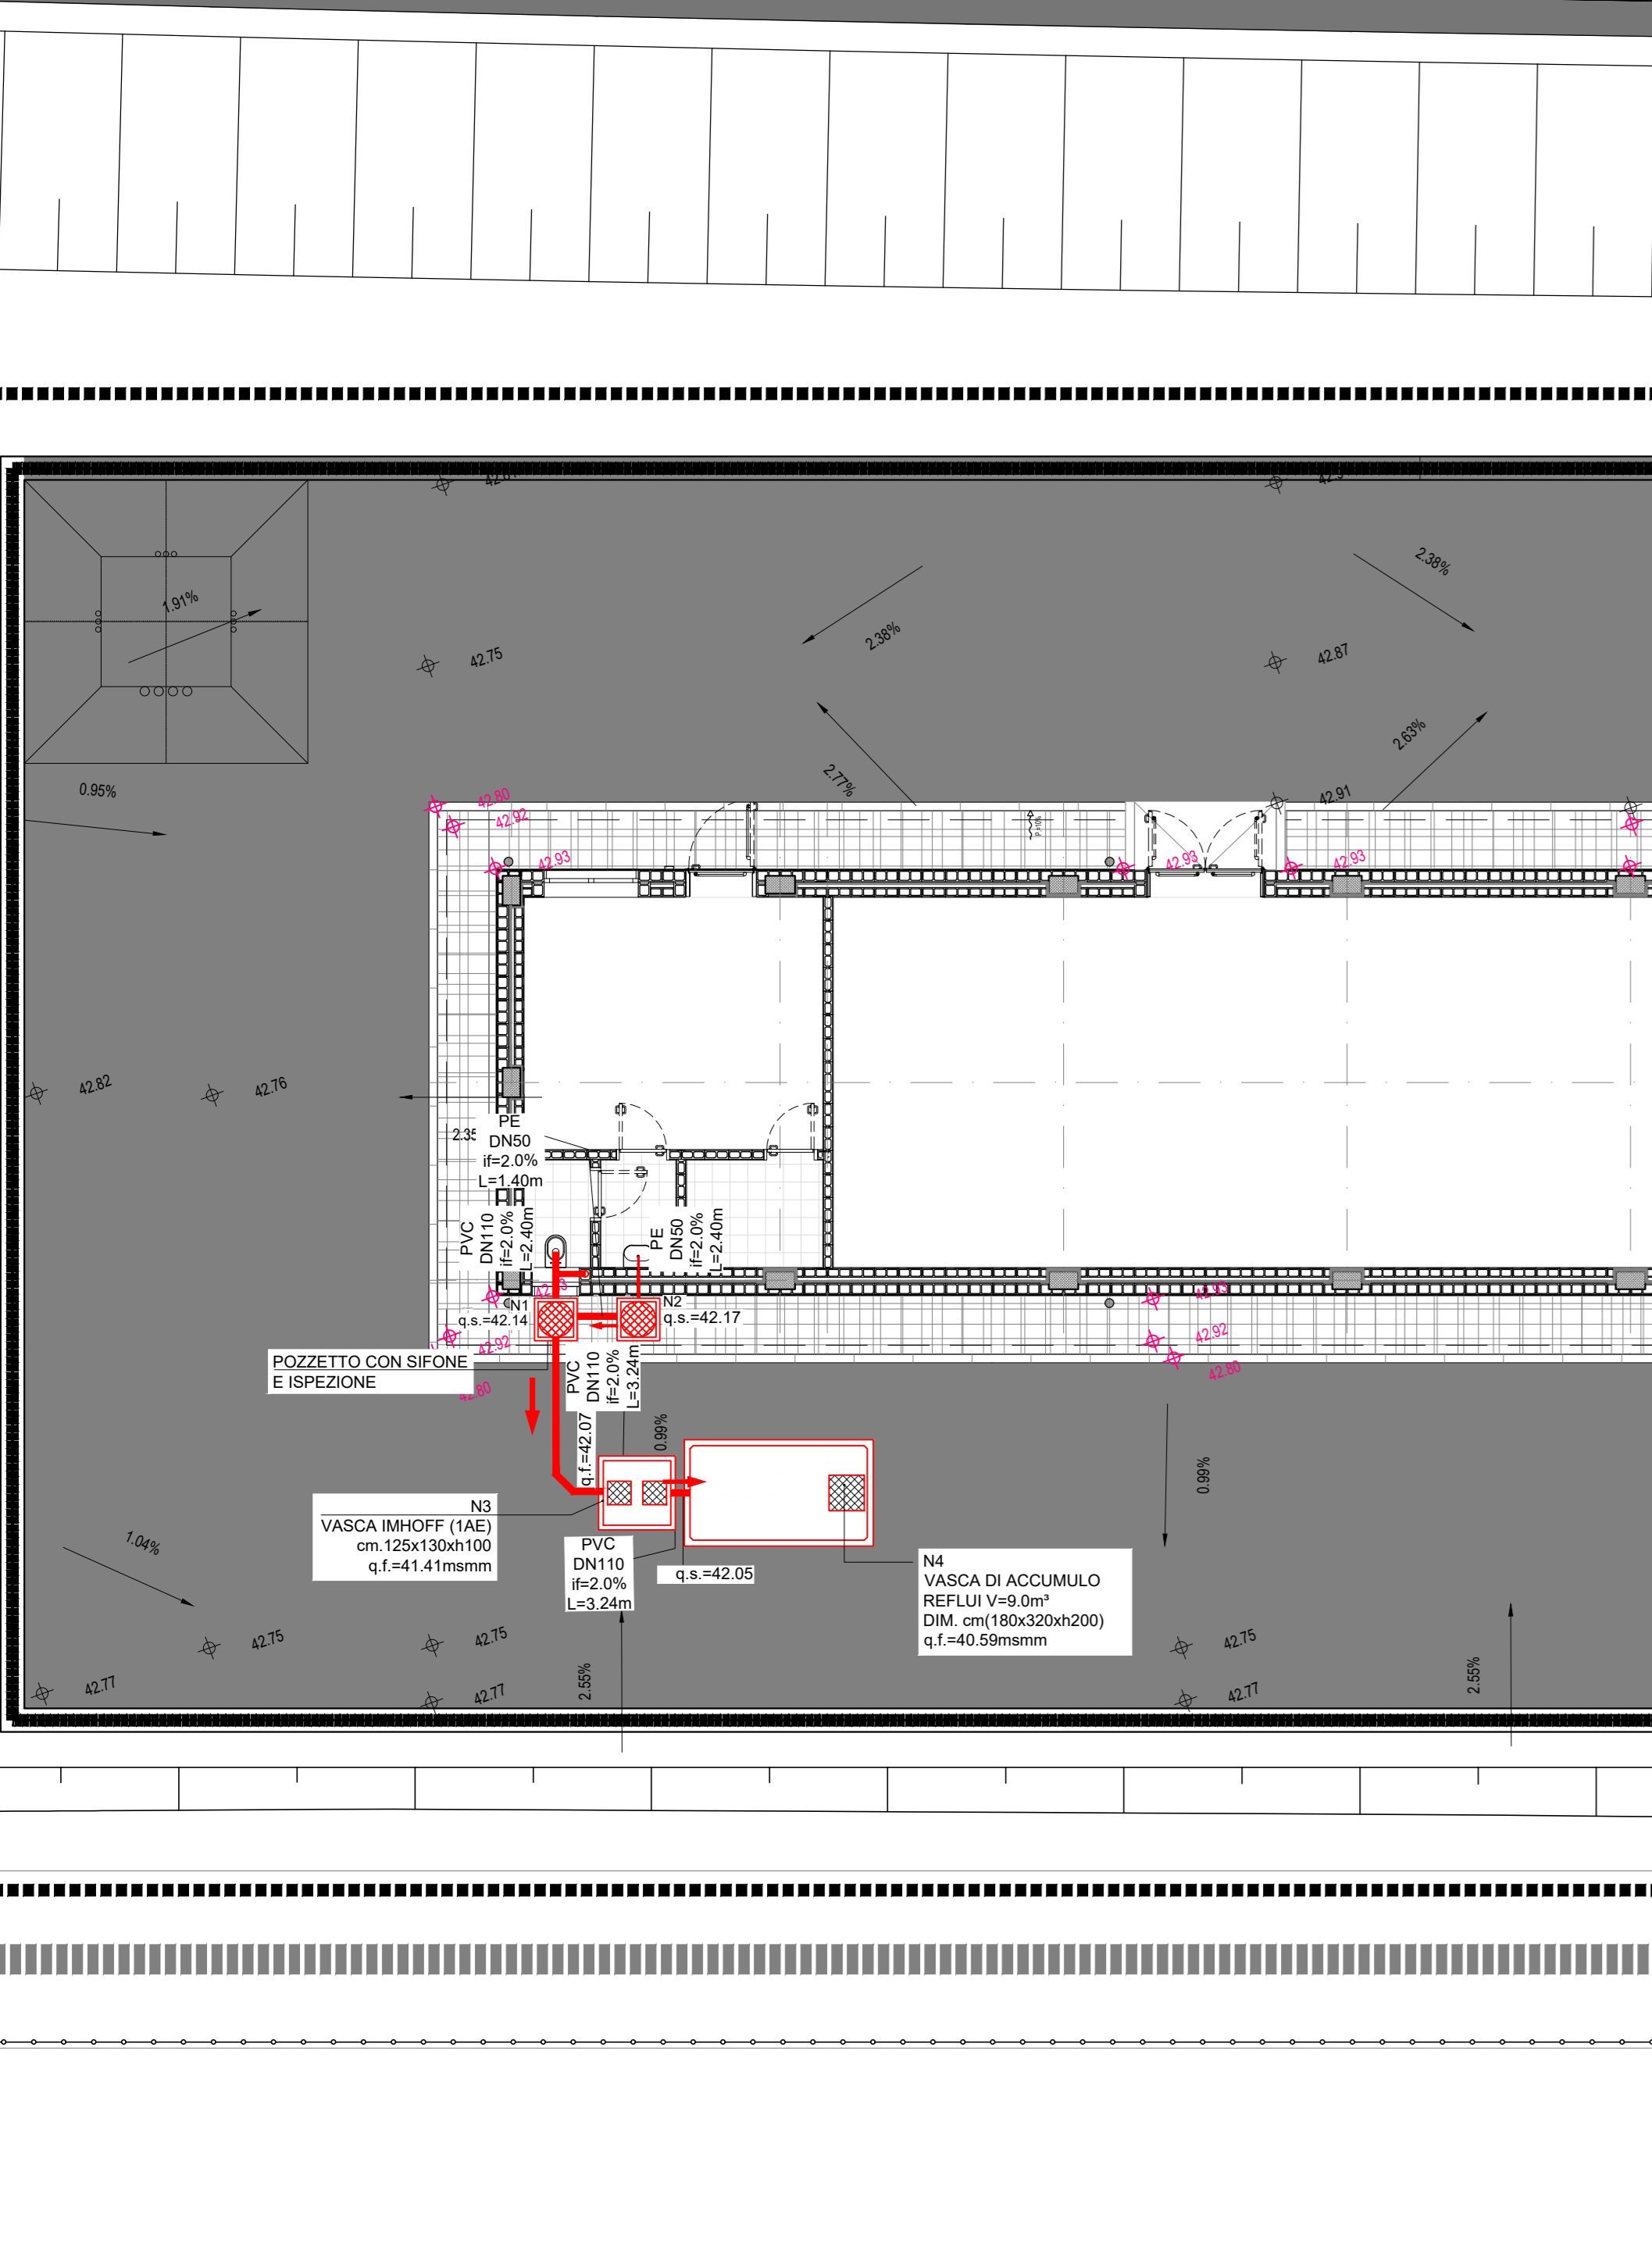 1.91%
2.38%
2.38%
42.75
42.87
2.63%
2.77%
0.95%
42.80
42.92
42.91
42.93
42.93
42.93
42.82
42.76
PE
DN50
if=2.0%
L=1.40m
PVC
DN110
if=2.0%
L=2.40m
PE
DN50
if=2.0%
L=2.40m
N1
q.s.=42.14
N2
q.s.=42.17
42.93
42.92
42.80
42.92
42.80
POZZETTO CON SIFONE
E ISPEZIONE
PVC
DN110
if=2.0%
L=3.24m
q.f.=42.07
0.99%
0.99%
N3
VASCA IMHOFF (1AE)
cm.125x130xh100
q.f.=41.41msmm
PVC
DN110
if=2.0%
L=3.24m
q.s.=42.05
N4
VASCA DI ACCUMULO
REFLUI V=9.0m³
DIM. cm(180x320xh200)
q.f.=40.59msmm
1.04%
42.75
42.75
42.75
42.77
42.77
42.77
2.55%
2.55%